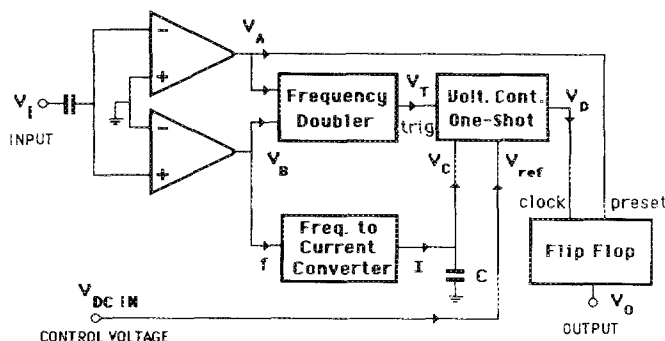 V_A
−
+
V_i
INPUT
−
+
V_B
Frequency
Doubler
V_T
trig
Volt. Cont.
One-Shot
V_D
V_C
V_ref
clock
preset
Freq. to
Current
Converter
f
I
C
Flip Flop
V_DC IN
CONTROL VOLTAGE
V_O
OUTPUT